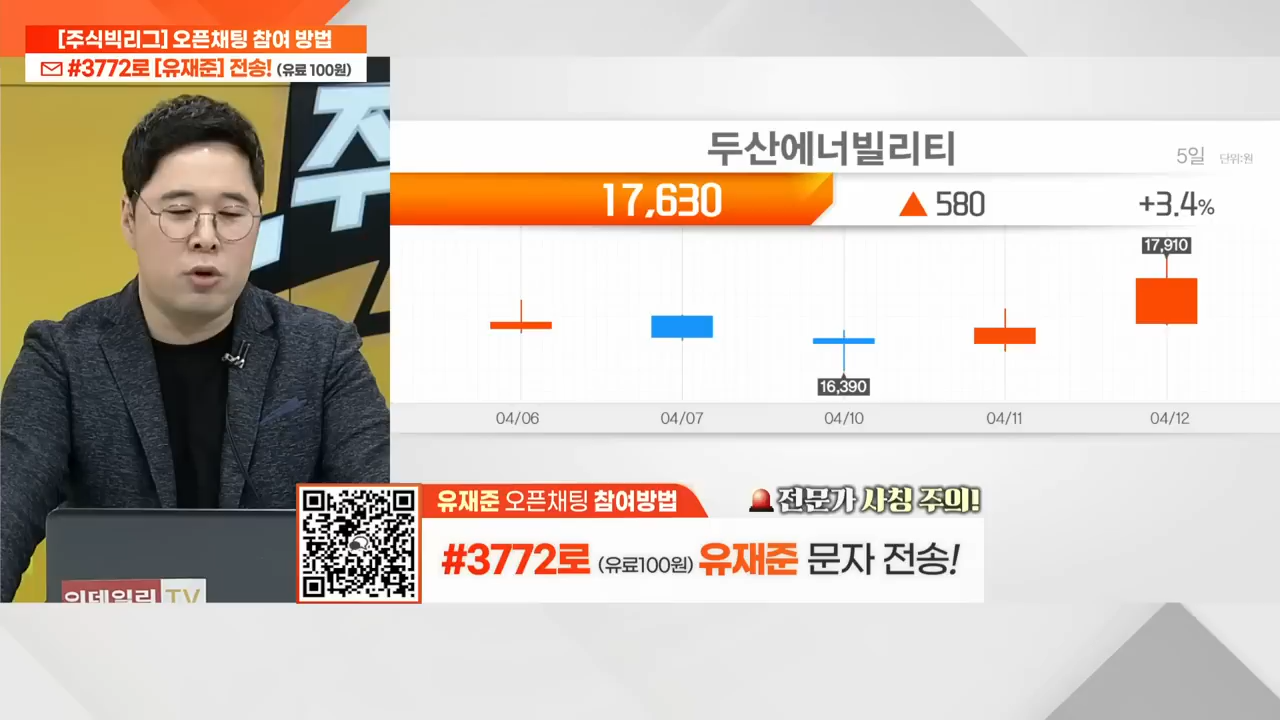 [주식빅리그] 오픈채팅 참여 방법
#3772로 [유재준] 전송! (유료 100원)
두산에너빌리티
5일 단위:원
17,630 ▲ 580 +3.4%
17,910
16,390
04/06 04/07 04/10 04/11 04/12
유재준 오픈채팅 참여방법
전문가 사칭 주의!
#3772로 (유료100원) 유재준 문자 전송!
이데일리 TV